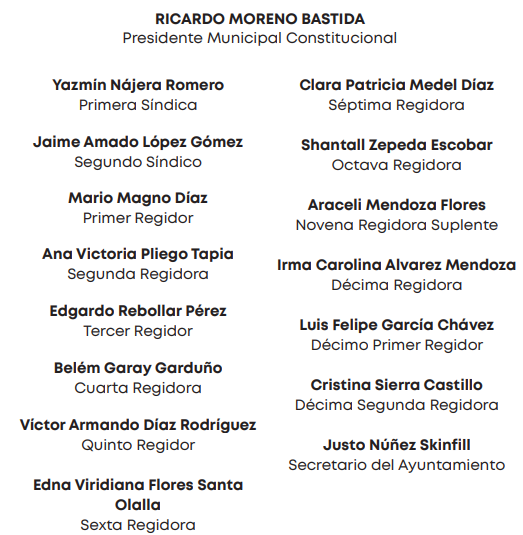 RICARDO MORENO BASTIDA
Presidente Municipal Constitucional
Yazmín Nájera Romero
Primera Síndica
Jaime Amado López Gómez
Segundo Síndico
Mario Magno Díaz
Primer Regidor
Ana Victoria Pliego Tapia
Segunda Regidora
Edgardo Rebollar Pérez
Tercer Regidor
Belém Garay Garduño
Cuarta Regidora
Víctor Armando Díaz Rodríguez
Quinto Regidor
Edna Viridiana Flores Santa
Olalla
Sexta Regidora
Clara Patricia Medel Díaz
Séptima Regidora
Shantall Zepeda Escobar
Octava Regidora
Araceli Mendoza Flores
Novena Regidora Suplente
Irma Carolina Alvarez Mendoza
Décima Regidora
Luis Felipe García Chávez
Décimo Primer Regidor
Cristina Sierra Castillo
Décima Segunda Regidora
Justo Núñez Skinfill
Secretario del Ayuntamiento